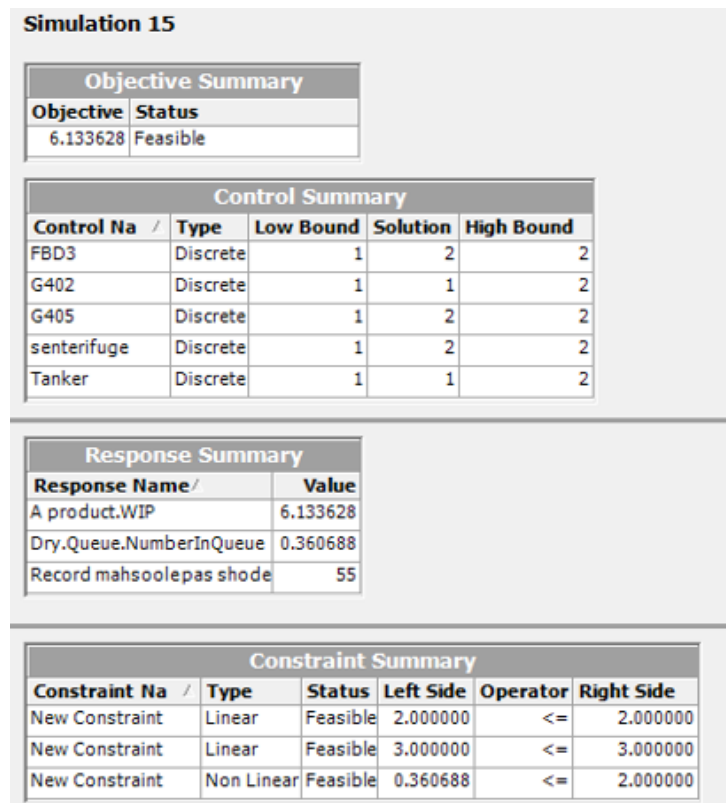 Simulation 15
Objective Summary
Objective Status
6.133628 Feasible
Control Summary
Control Na / Type Low Bound Solution High Bound
FBD3 Discrete 1 2 2
G402 Discrete 1 1 2
G405 Discrete 1 2 2
senterifuge Discrete 1 2 2
Tanker Discrete 1 1 2
Response Summary
Response Name / Value
A product.WIP 6.133628
Dry.Queue.NumberInQueue 0.360688
Record mahsoolepas shode 55
Constraint Summary
Constraint Na / Type Status Left Side Operator Right Side
New Constraint Linear Feasible 2.000000 <= 2.000000
New Constraint Linear Feasible 3.000000 <= 3.000000
New Constraint Non Linear Feasible 0.360688 <= 2.000000